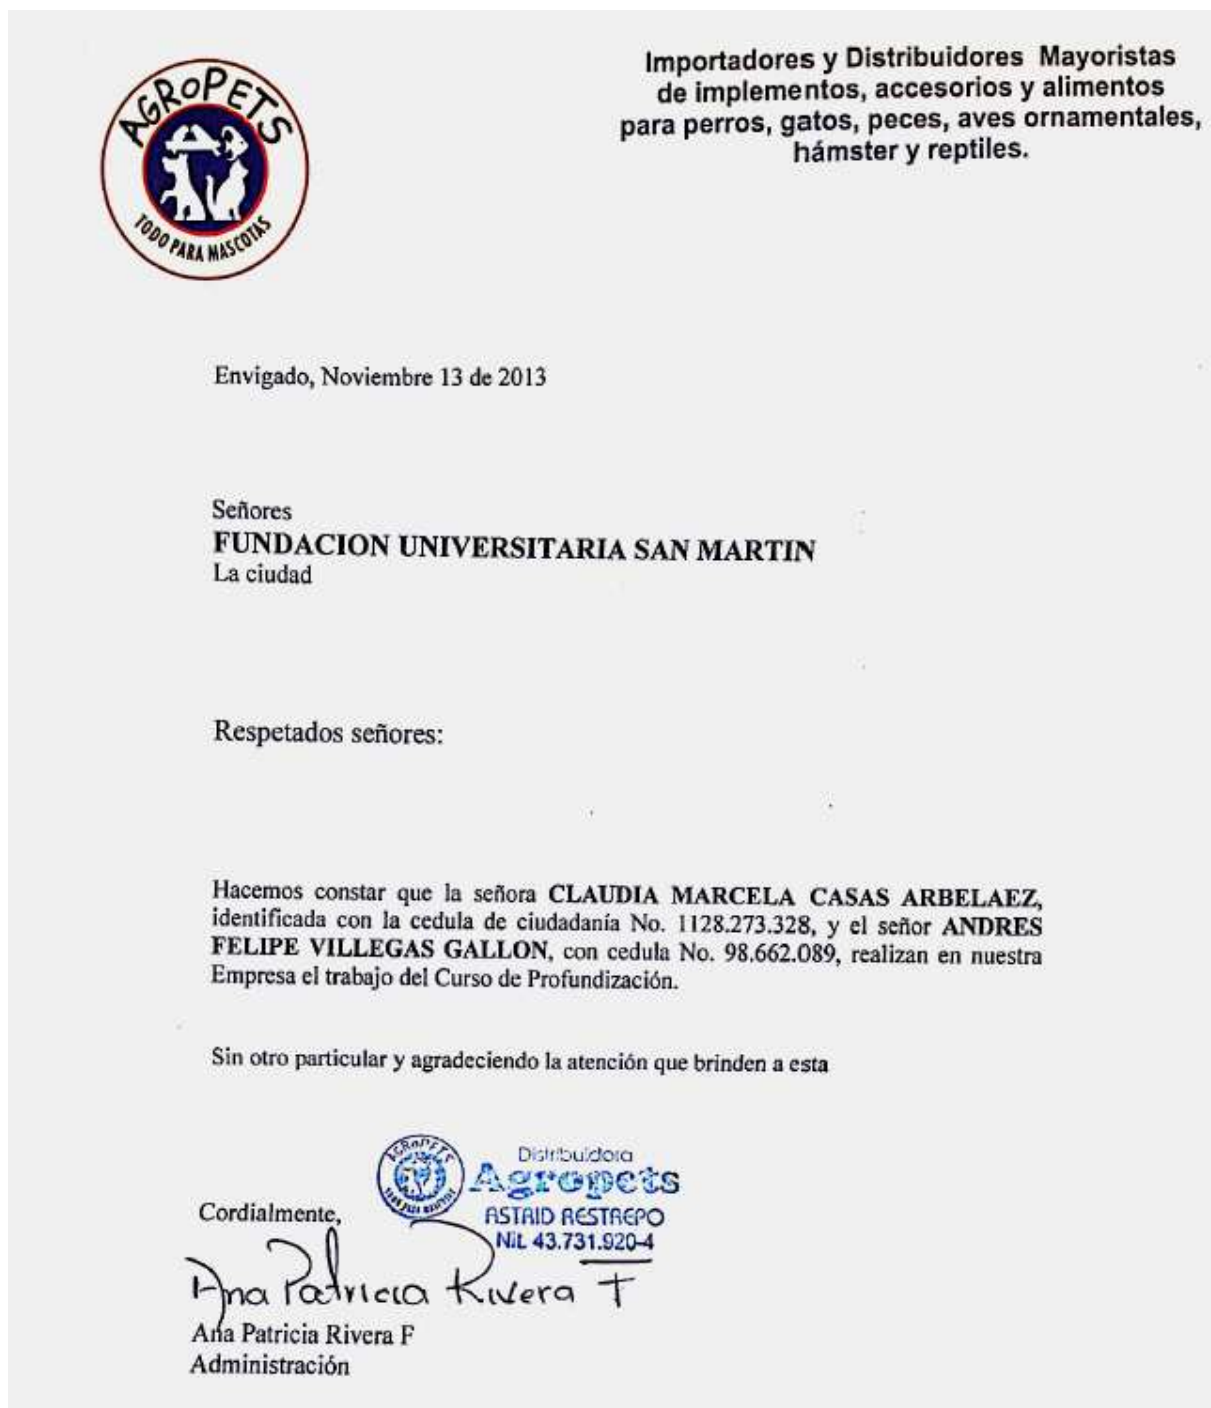 AGROPETS
TODO PARA MASCOTAS
Importadores y Distribuidores Mayoristas
de implementos, accesorios y alimentos
para perros, gatos, peces, aves ornamentales,
hámster y reptiles.
Envigado, Noviembre 13 de 2013
Señores
FUNDACION UNIVERSITARIA SAN MARTIN
La ciudad
Respetados señores:
Hacemos constar que la señora CLAUDIA MARCELA CASAS ARBELAEZ,
identificada con la cedula de ciudadanía No. 1128.273.328, y el señor ANDRES
FELIPE VILLEGAS GALLON, con cedula No. 98.662.089, realizan en nuestra
Empresa el trabajo del Curso de Profundización.
Sin otro particular y agradeciendo la atención que brinden a esta
AGROPETS
TODO PARA MASCOTAS
Distribuidora
Agropets
ASTRID RESTREPO
Nit. 43.731.920-4
Cordialmente,
Ana Patricia Rivera F
Ana Patricia Rivera F
Administración